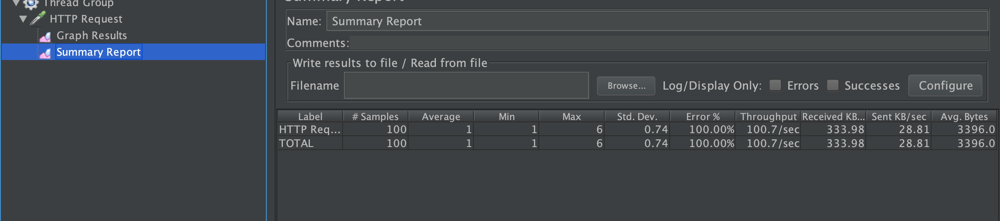 Thread Group
HTTP Request
Graph Results
Summary Report
Summary Report
Name: Summary Report
Comments:
Write results to file / Read from file
Filename Browse... Log/Display Only: Errors Successes Configure
Label # Samples Average Min Max Std. Dev. Error % Throughput Received KB... Sent KB/sec Avg. Bytes
HTTP Req... 100 1 1 6 0.74 100.00% 100.7/sec 333.98 28.81 3396.0
TOTAL 100 1 1 6 0.74 100.00% 100.7/sec 333.98 28.81 3396.0